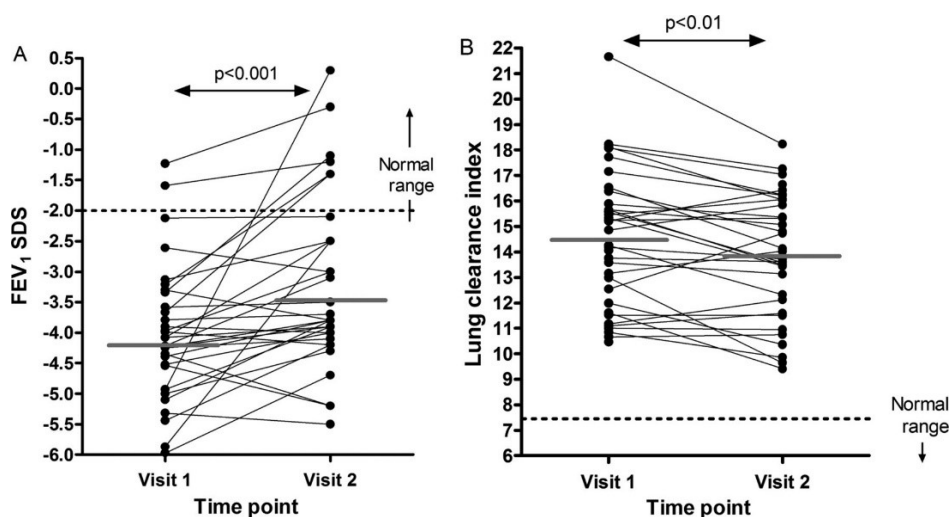 A
p<0.001
FEV₁ SDS
0.5
0.0
-0.5
-1.0
-1.5
-2.0
-2.5
-3.0
-3.5
-4.0
-4.5
-5.0
-5.5
-6.0
Normal
range
Visit 1
Visit 2
Time point
B
p<0.01
Lung clearance index
22
21
20
19
18
17
16
15
14
13
12
11
10
9
8
7
6
Normal
range
Visit 1
Visit 2
Time point